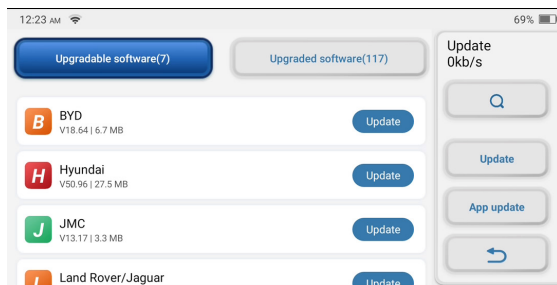 12:23 AM
69%
Upgradable software(7)
Upgraded software(117)
Update
0kb/s
B
BYD
V18.64 | 6.7 MB
Update
H
Hyundai
V50.96 | 27.5 MB
Update
Update
J
JMC
V13.17 | 3.3 MB
Update
App update
L
Land Rover/Jaguar
Update